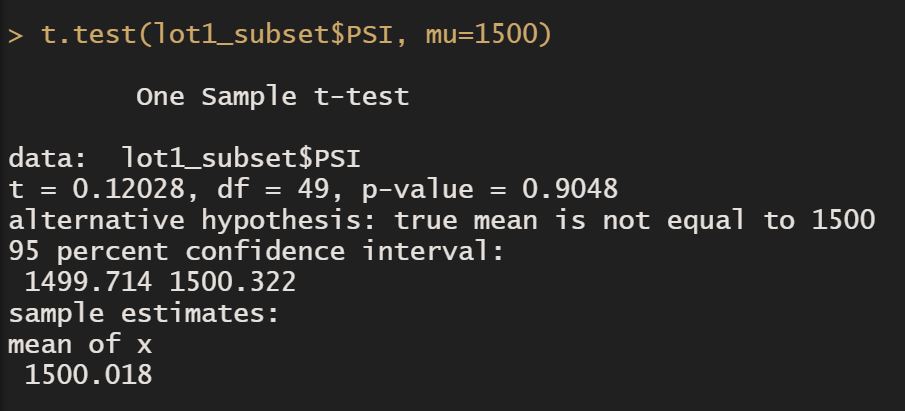 > t.test(lot1_subset$PSI, mu=1500)
One Sample t-test
data:  lot1_subset$PSI
t = 0.12028, df = 49, p-value = 0.9048
alternative hypothesis: true mean is not equal to 1500
95 percent confidence interval:
1499.714 1500.322
sample estimates:
mean of x
1500.018